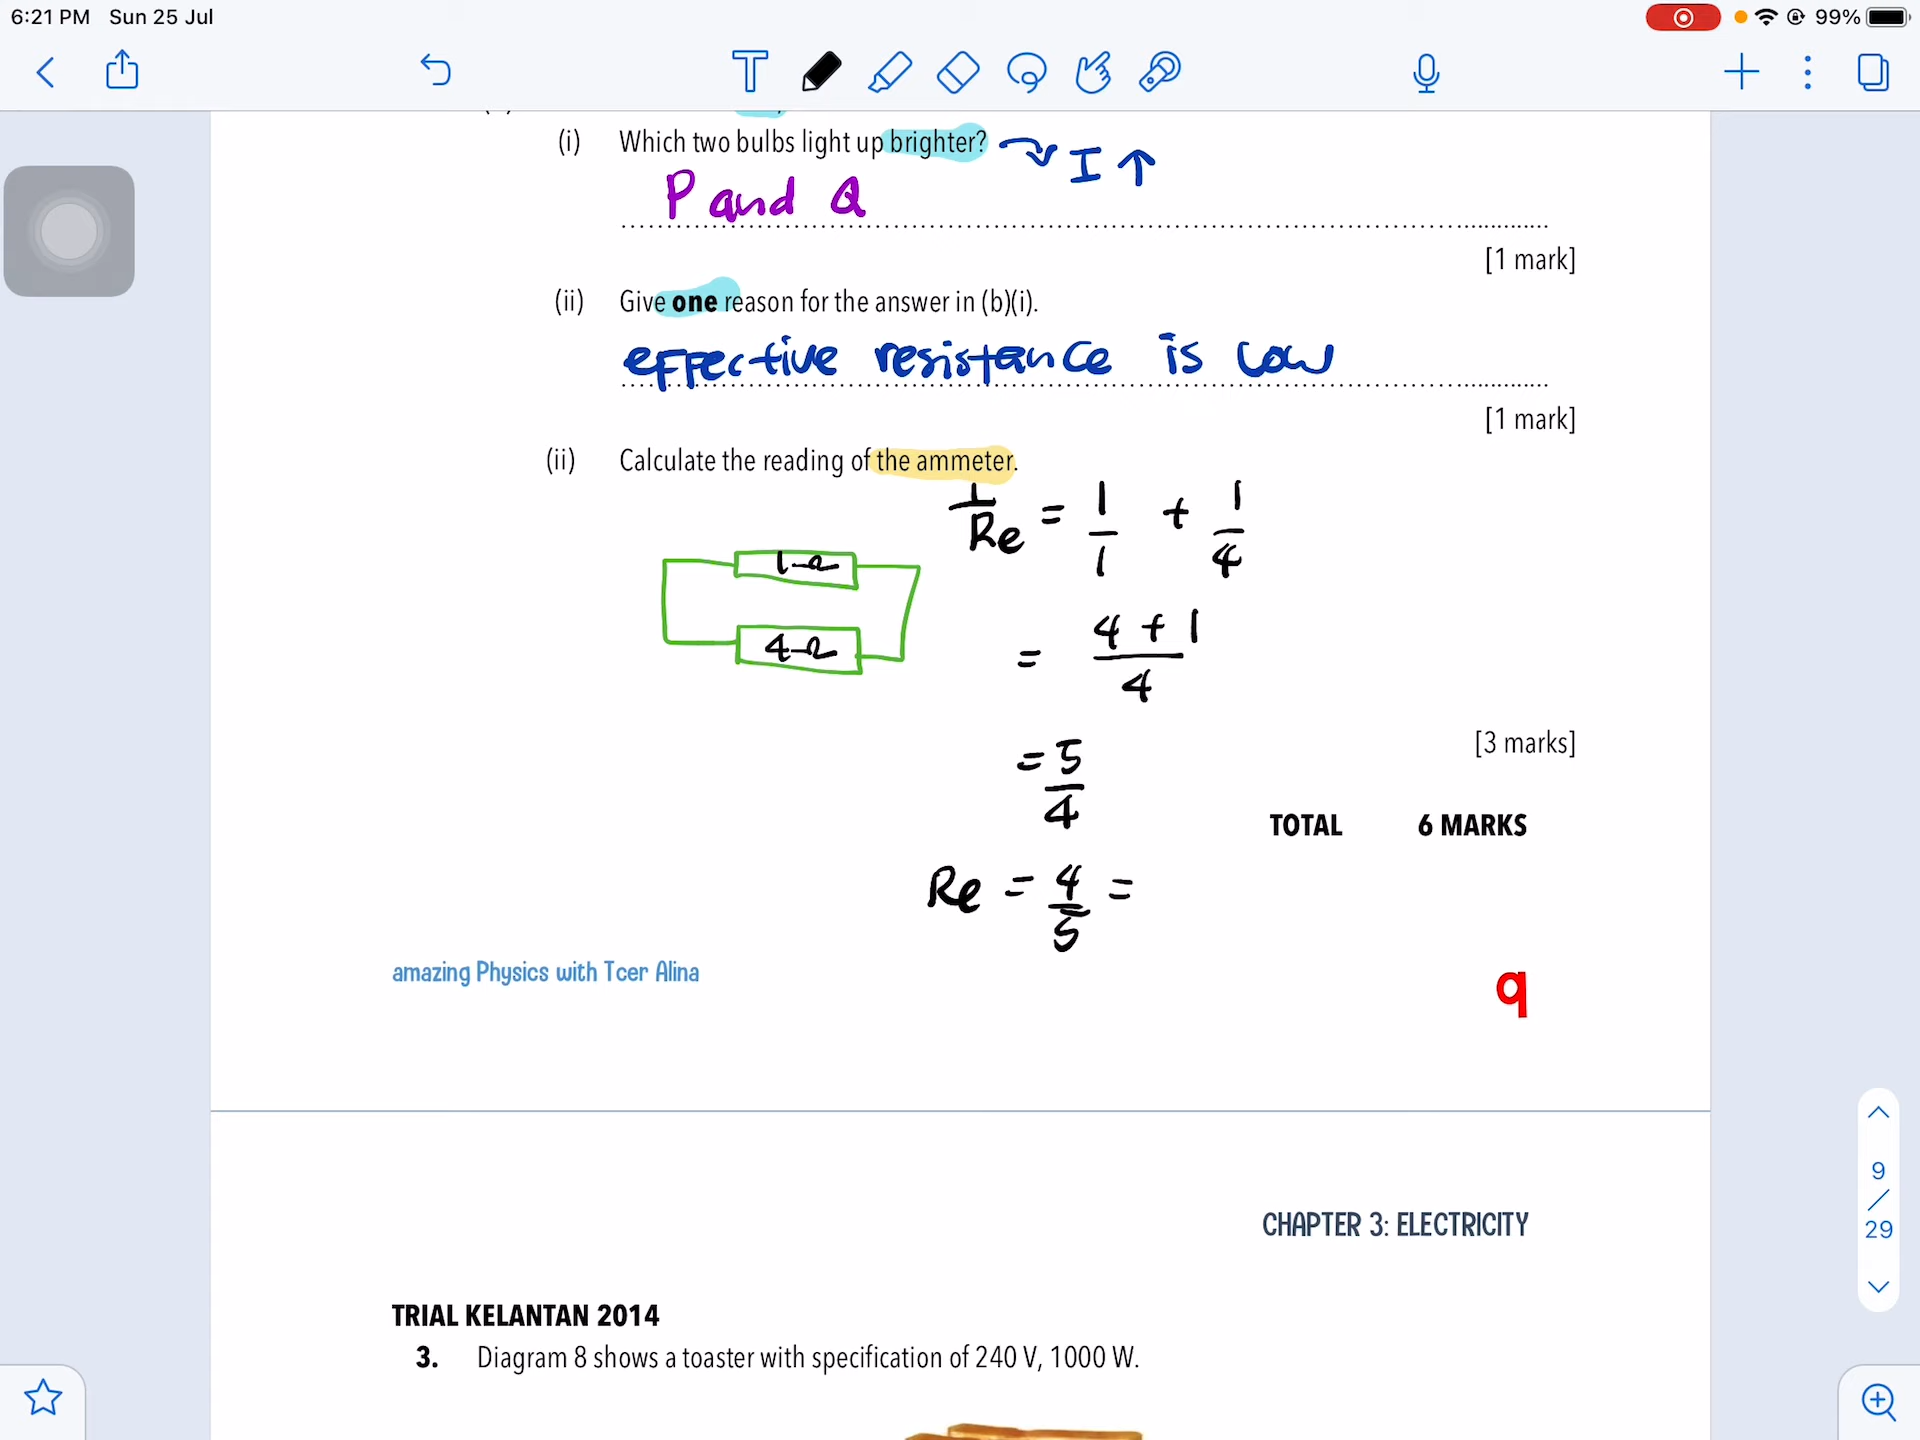 6:21 PM Sun 25 Jul 99%
(i) Which two bulbs light up brighter? I ↑
P and Q
[1 mark]
(ii) Give one reason for the answer in (b)(i).
effective resistance is low
[1 mark]
(ii) Calculate the reading of the ammeter.
1/Re = 1/1 + 1/4
1Ω
4Ω
= 4 + 1/4
= 5/4
[3 marks]
TOTAL 6 MARKS
Re = 4/5 =
amazing Physics with Tcer Alina
9
9
/
29
CHAPTER 3: ELECTRICITY
TRIAL KELANTAN 2014
3. Diagram 8 shows a toaster with specification of 240 V, 1000 W.